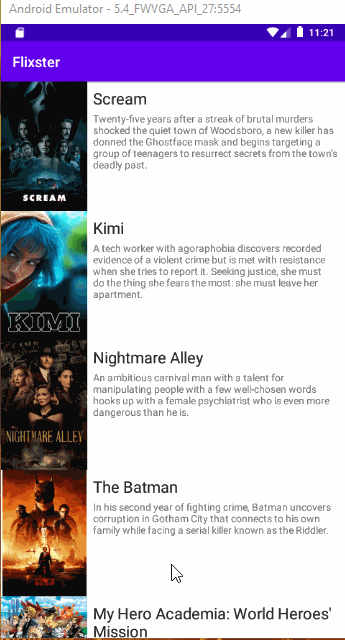 Android Emulator - 5.4_FWVGA_API_27:5554
11:21
Flixster
Scream
Twenty-five years after a streak of brutal murders
shocked the quiet town of Woodsboro, a new killer has
donned the Ghostface mask and begins targeting a
group of teenagers to resurrect secrets from the town's
deadly past.
SCREAM
Kimi
A tech worker with agoraphobia discovers recorded
evidence of a violent crime but is met with resistance
when she tries to report it. Seeking justice, she must
do the thing she fears the most: she must leave her
apartment.
KIMI
Nightmare Alley
An ambitious carnival man with a talent for
manipulating people with a few well-chosen words
hooks up with a female psychiatrist who is even more
dangerous than he is.
NIGHTMARE ALLEY
The Batman
In his second year of fighting crime, Batman uncovers
corruption in Gotham City that connects to his own
family while facing a serial killer known as the Riddler.
My Hero Academia: World Heroes'
Mission